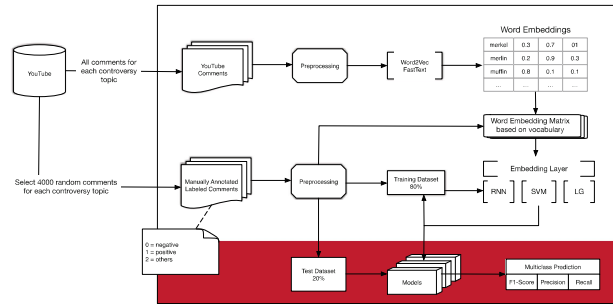 Word Embeddings
markel 0.3 0.7 01
merlin 0.2 0.9 0.3
muffin 0.8 0.1 0.1
... ... ... ...
YouTube
All comments for
each controversy
topic
YouTube
Comments
Preprocessing
Word2Vec
FastText
Word Embedding Matrix
based on vocabulary
Embedding Layer
RNN SVM LG
Select 4000 random comments
for each controversy topic
Manually Annotated
Labeled Comments
Preprocessing
Training Dataset
60%
0 = negative
1 = positive
2 = others
Test Dataset
20%
Models
Multiclass Prediction
F1-Score Precision Recall